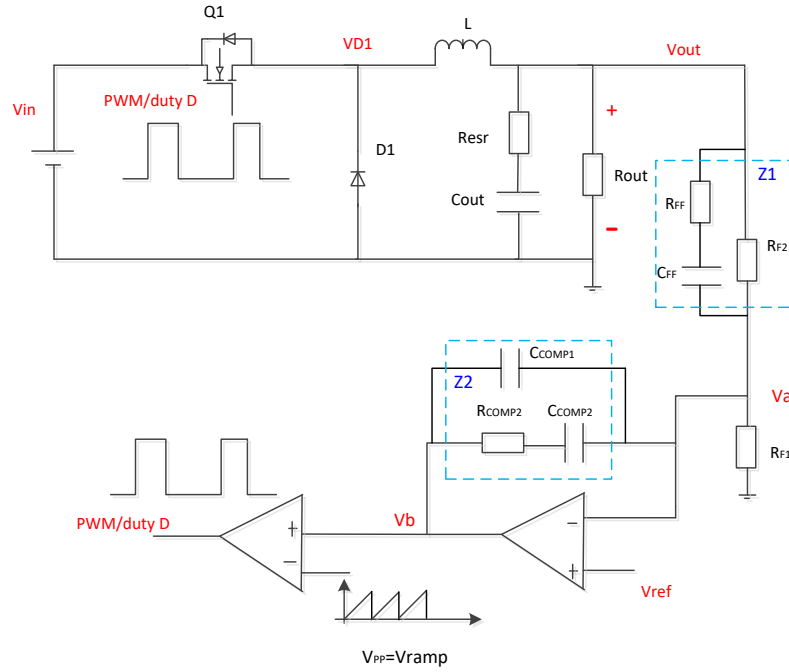 Q1
L
VD1
Vout
Vin
PWM/duty D
+
Resr
D1
Z1
Rout
RFF
Cout
−
RF2
CFF
CCOMP1
Z2
RCOMP2
CCOMP2
Va
RF1
Vb
−
+
PWM/duty D
−
+
Vref
VPP=Vramp